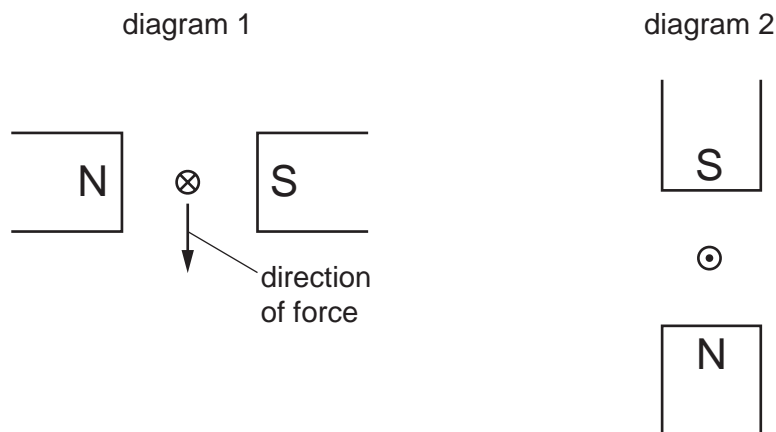 diagram 1
diagram 2
N
S
direction
of force
S
N